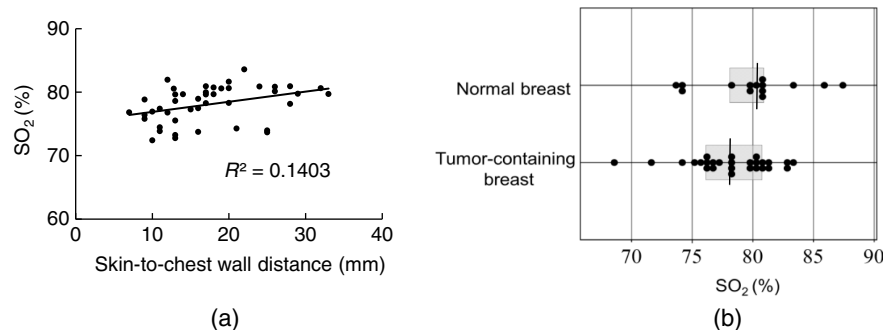 90
80
70
60
SO₂ (%)
0
10
20
30
40
R² = 0.1403
Skin-to-chest wall distance (mm)
(a)
Normal breast
Tumor-containing
breast
70
75
80
85
90
SO₂ (%)
(b)